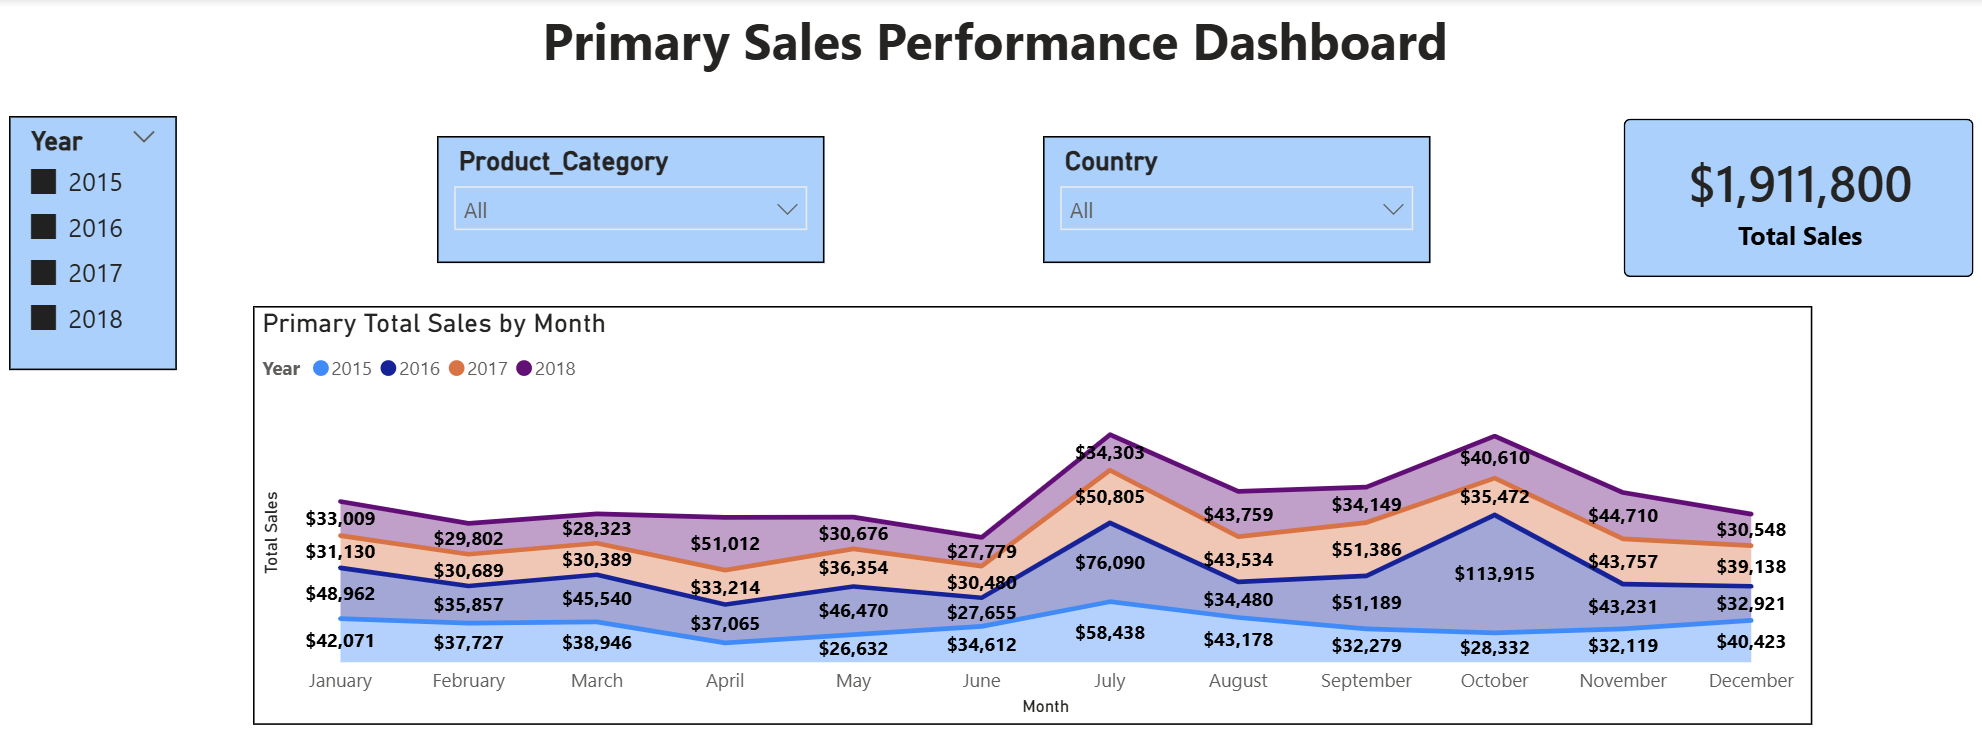 Primary Sales Performance Dashboard
Year
2015
2016
2017
2018
Product_Category
All
Country
All
$1,911,800
Total Sales
Primary Total Sales by Month
Year 2015 2016 2017 2018
Total Sales
$33,009 $29,802 $28,323 $51,012 $30,676 $27,779 $34,303 $43,759 $34,149 $40,610 $44,710 $30,548
$31,130 $30,689 $30,389 $33,214 $36,354 $30,480 $50,805 $43,534 $51,386 $35,472 $43,757 $39,138
$48,962 $35,857 $45,540 $37,065 $46,470 $27,655 $76,090 $34,480 $51,189 $113,915 $43,231 $32,921
$42,071 $37,727 $38,946 $26,632 $34,612 $58,438 $43,178 $32,279 $28,332 $32,119 $40,423
January February March April May June July August September October November December
Month